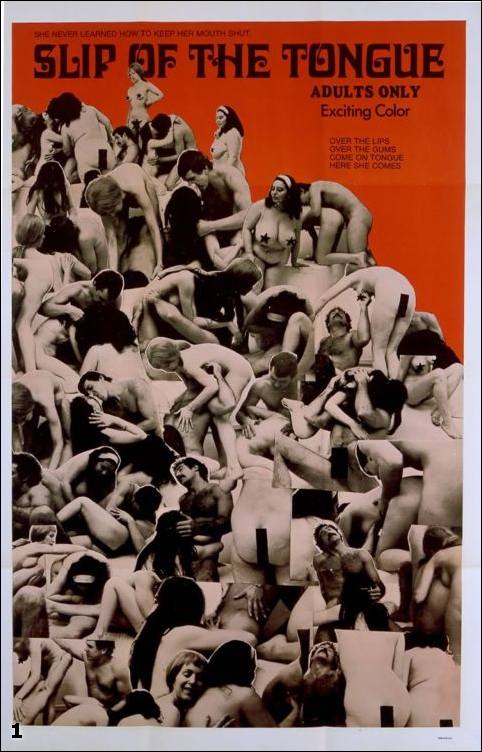 SHE NEVER LEARNED HOW TO KEEP HER MOUTH SHUT.
SLIP OF THE TONGUE
ADULTS ONLY
Exciting Color
OVER THE LIPS
OVER THE GUMS
COME ON TONGUE
HERE SHE COMES
1